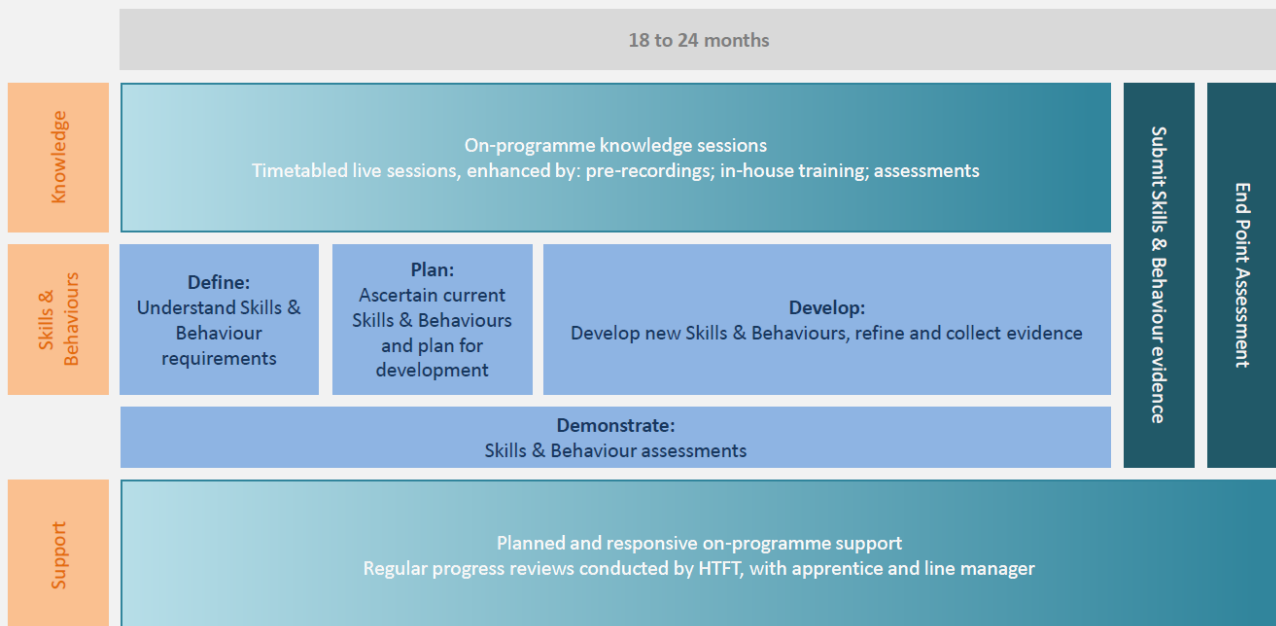 18 to 24 months
Knowledge
On-programme knowledge sessions
Timetabled live sessions, enhanced by: pre-recordings; in-house training; assessments
Submit Skills & Behaviour evidence
End Point Assessment
Skills &
Behaviours
Define:
Understand Skills &
Behaviour
requirements
Plan:
Ascertain current
Skills & Behaviours
and plan for
development
Develop:
Develop new Skills & Behaviours, refine and collect evidence
Demonstrate:
Skills & Behaviour assessments
Support
Planned and responsive on-programme support
Regular progress reviews conducted by HTFT, with apprentice and line manager